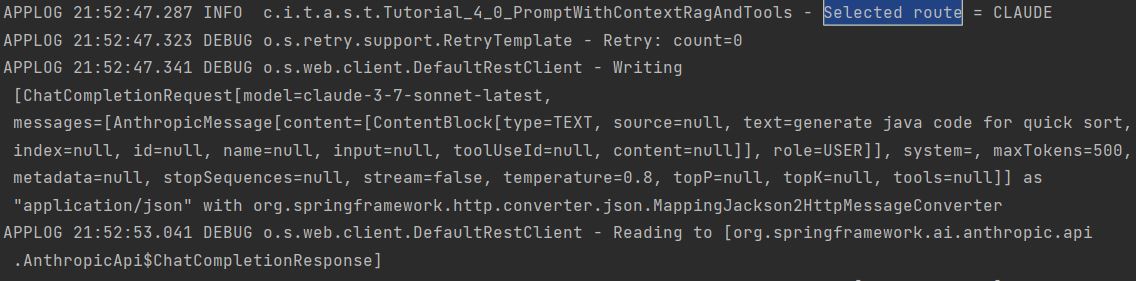 APPLOG 21:52:47.287 INFO  c.i.t.a.s.t.Tutorial_4_0_PromptWithContextRagAndTools - Selected route = CLAUDE
APPLOG 21:52:47.323 DEBUG o.s.retry.support.RetryTemplate - Retry: count=0
APPLOG 21:52:47.341 DEBUG o.s.web.client.DefaultRestClient - Writing
[ChatCompletionRequest[model=claude-3-7-sonnet-latest,
messages=[AnthropicMessage[content=[ContentBlock[type=TEXT, source=null, text=generate java code for quick sort,
index=null, id=null, name=null, input=null, toolUseId=null, content=null]], role=USER]], system=, maxTokens=500,
metadata=null, stopSequences=null, stream=false, temperature=0.8, topP=null, topK=null, tools=null]] as
"application/json" with org.springframework.http.converter.json.MappingJackson2HttpMessageConverter
APPLOG 21:52:53.041 DEBUG o.s.web.client.DefaultRestClient - Reading to [org.springframework.ai.anthropic.api
.AnthropicApi$ChatCompletionResponse]